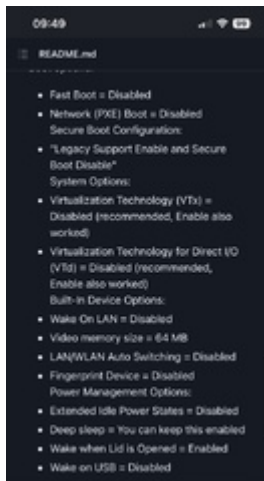 09:49
README.md
• Fast Boot = Disabled
• Network (PXE) Boot = Disabled
Secure Boot Configuration:
• "Legacy Support Enable and Secure
Boot Disable"
System Options:
• Virtualization Technology (VTx) =
Disabled (recommended, Enable also
worked)
• Virtualization Technology for Direct I/O
(VTd) = Disabled (recommended,
Enable also worked)
Built-In Device Options:
• Wake On LAN = Disabled
• Video memory size = 64 MB
• LAN/WLAN Auto Switching = Disabled
• Fingerprint Device = Disabled
Power Management Options:
• Extended Idle Power States = Disabled
• Deep sleep = You can keep this enabled
• Wake when Lid is Opened = Enabled
• Wake on USB = Disabled